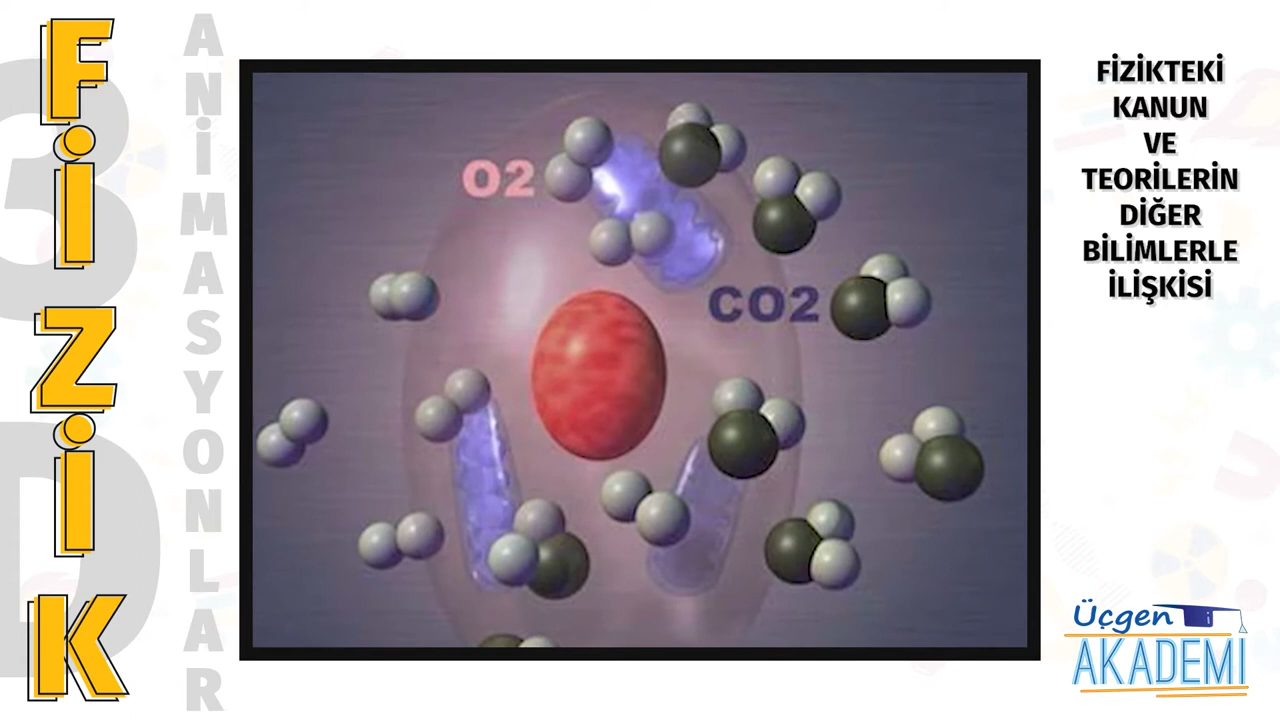 FİZİK
3D
ANİMASYONLAR
O2
CO2
FİZİKTEKİ
KANUN
VE
TEORİLERİN
DİĞER
BİLİMLERLE
İLİŞKİSİ
Üçgen
AKADEMİ